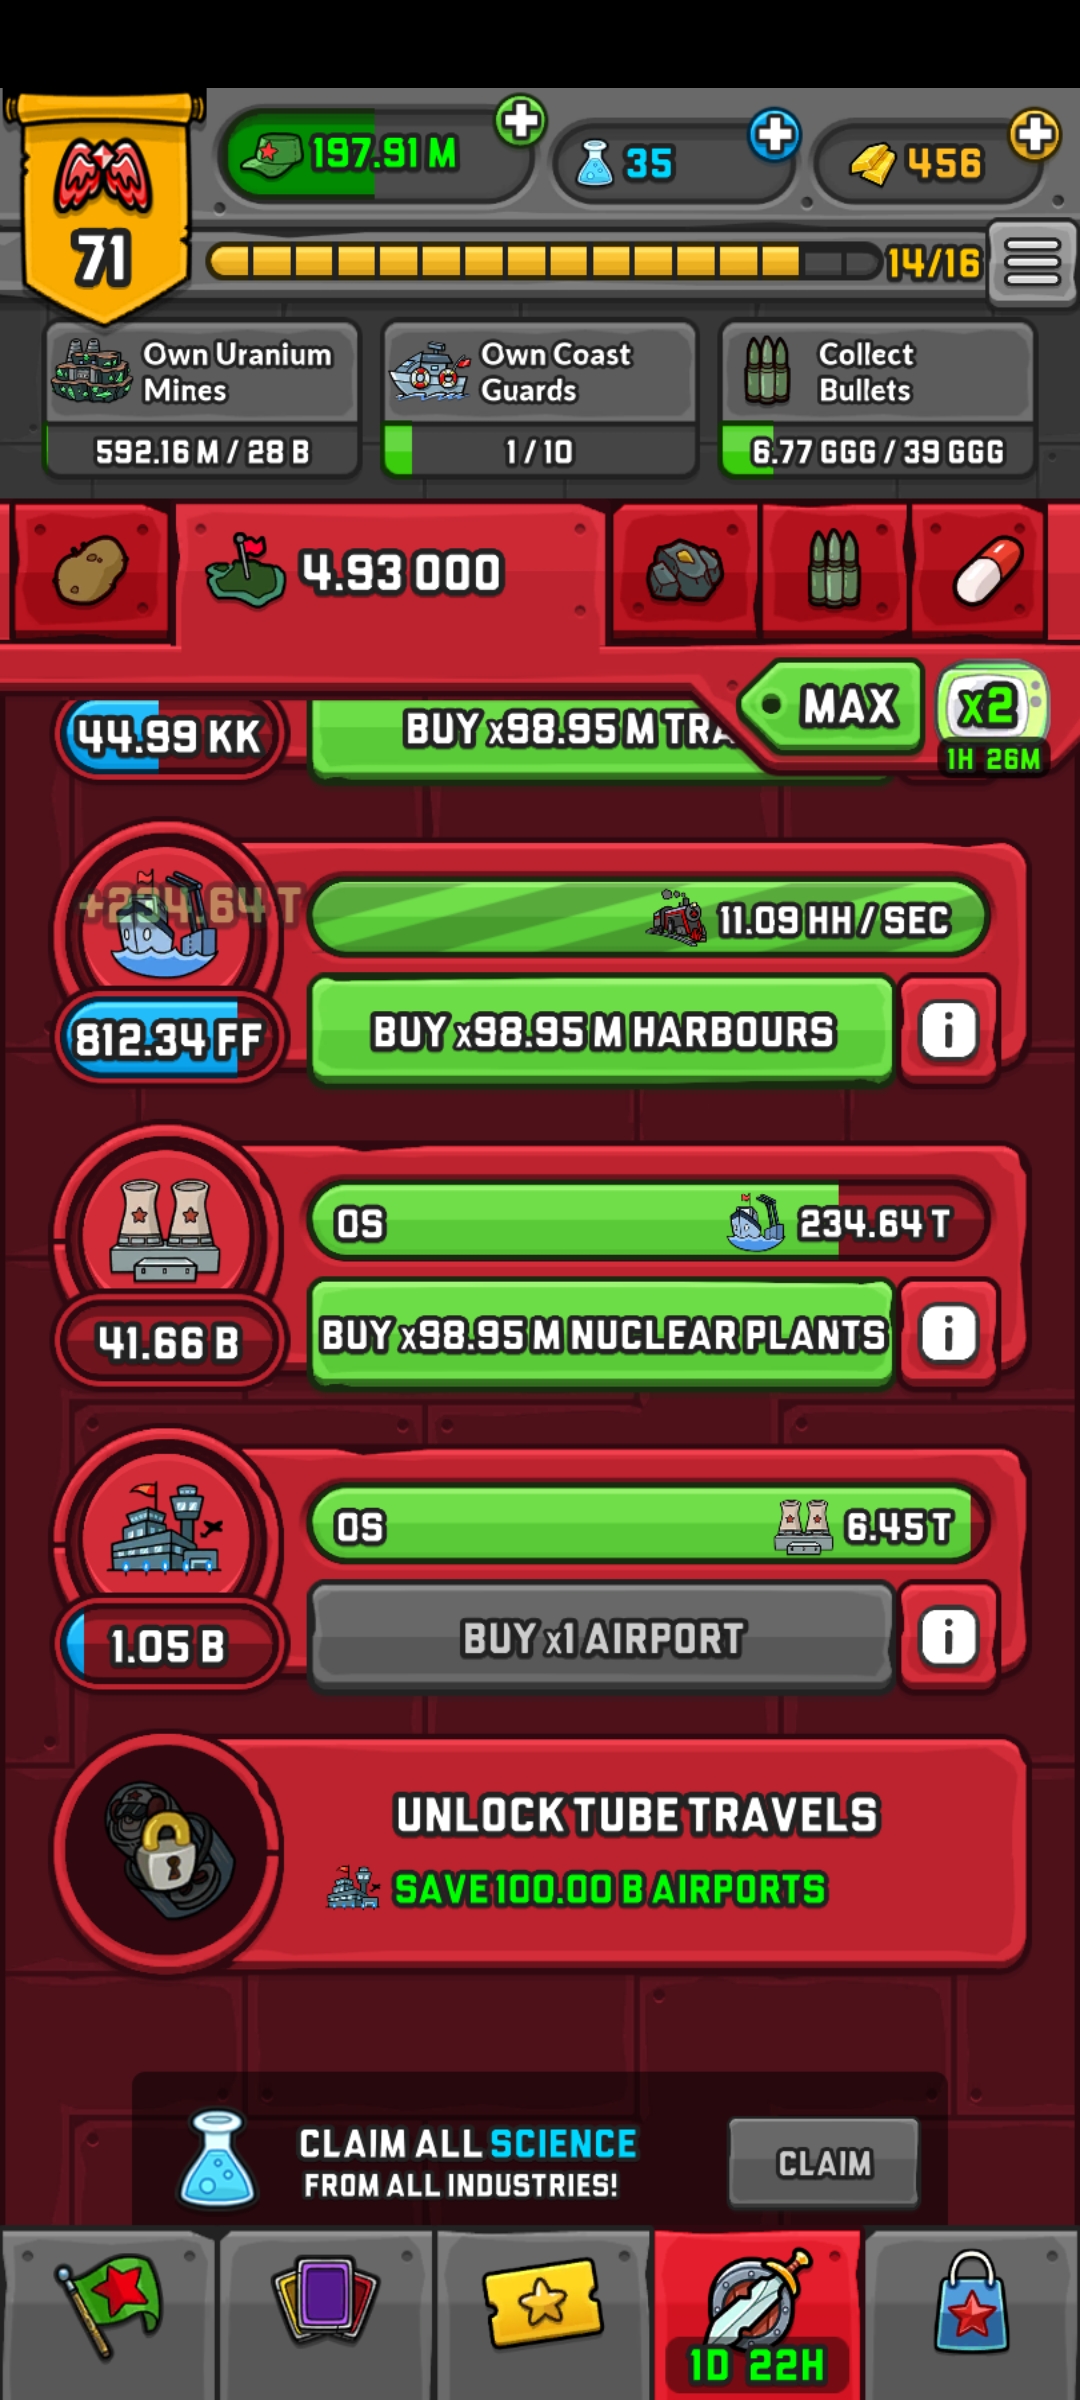 197.91 M
35
456
71
14/16
Own Uranium
Mines
592.16 M / 28 B
Own Coast
Guards
1 / 10
Collect
Bullets
6.77 GGG / 39 GGG
4.93 000
MAX
x2
1H 26M
44.99 KK
BUY x98.95 M TRA
+234.64 T
11.09 HH / SEC
812.34 FF
BUY x98.95 M HARBOURS
i
0S
234.64 T
41.66 B
BUY x98.95 M NUCLEAR PLANTS
i
0S
6.45 T
1.05 B
BUY x1 AIRPORT
i
UNLOCK TUBE TRAVELS
SAVE 100.00 B AIRPORTS
CLAIM ALL SCIENCE
FROM ALL INDUSTRIES!
CLAIM
1D 22H